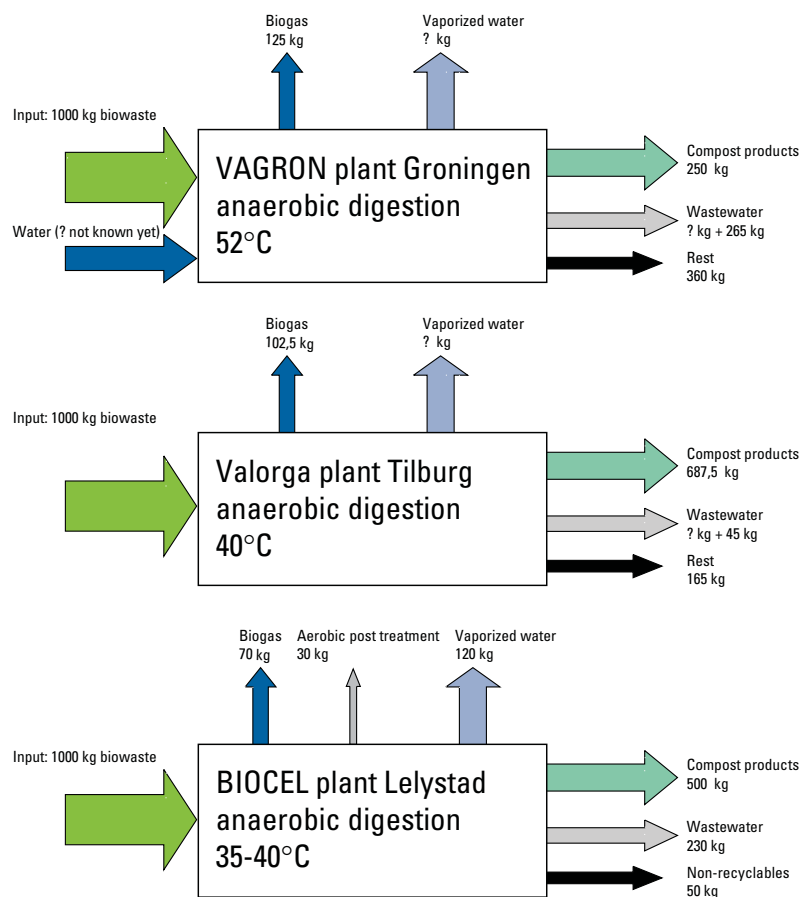 Biogas
125 kg
Vaporized water
? kg
Input: 1000 kg biowaste
VAGRON plant Groningen
anaerobic digestion
52°C
Water (? not known yet)
Compost products
250 kg
Wastewater
? kg + 265 kg
Rest
360 kg
Biogas
102,5 kg
Vaporized water
? kg
Input: 1000 kg biowaste
Valorga plant Tilburg
anaerobic digestion
40°C
Compost products
687,5 kg
Wastewater
? kg + 45 kg
Rest
165 kg
Biogas
70 kg
Aerobic post treatment
30 kg
Vaporized water
120 kg
Input: 1000 kg biowaste
BIOCEL plant Lelystad
anaerobic digestion
35-40°C
Compost products
500 kg
Wastewater
230 kg
Non-recyclables
50 kg